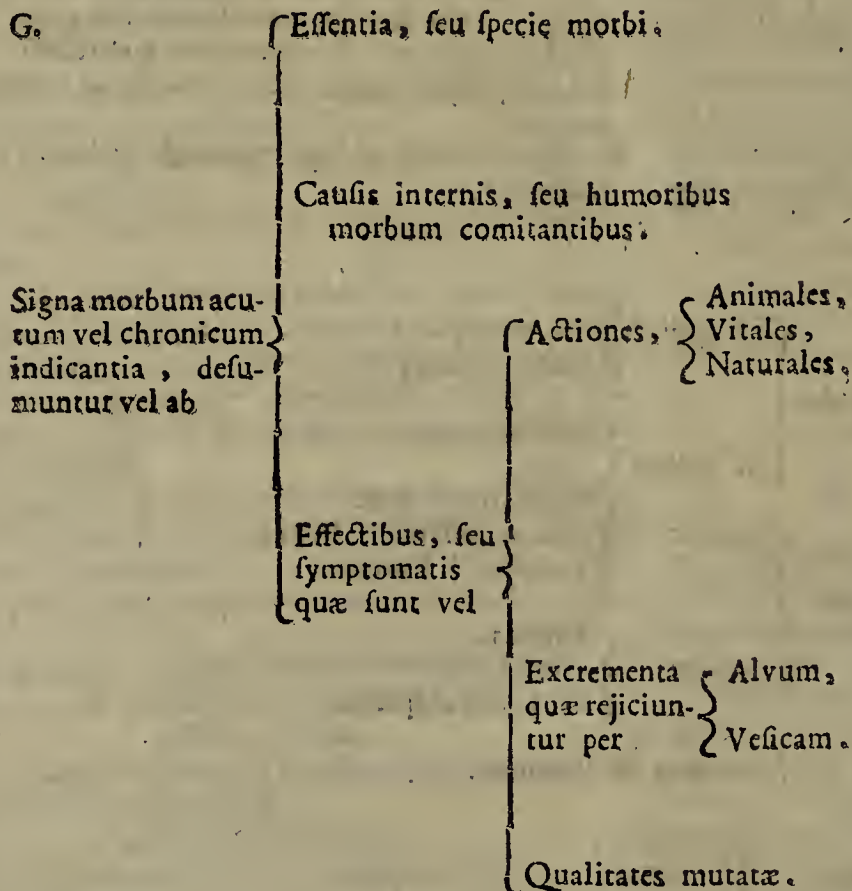 G.
Eſſentia, ſeu ſpecie morbi.
Cauſis internis, ſeu humoribus
morbum comitantibus.
Signa morbum acu-
tum vel chronicum
indicantia, deſu-
muntur vel ab
Effectibus, ſeu
ſymptomatis
quæ ſunt vel
Actiones,
Animales,
Vitales,
Naturales.
Excrementa
quæ rejiciun-
tur per
Alvum,
Veſicam.
Qualitates mutatæ.